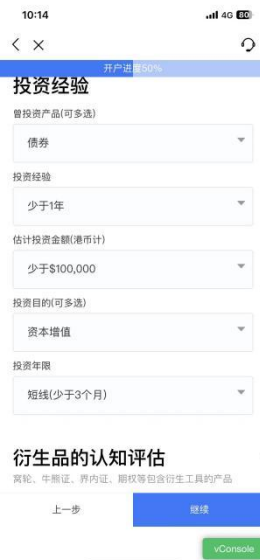 10:14
4G 80
开户进度50%
投资经验
曾投资产品(可多选)
债券
投资经验
少于1年
估计投资金额(港币计)
少于$100,000
投资目的(可多选)
资本增值
投资年限
短线(少于3个月)
衍生品的认知评估
窝轮、牛熊证、界内证、期权等包含衍生工具的产品
上一步
继续
vConsole